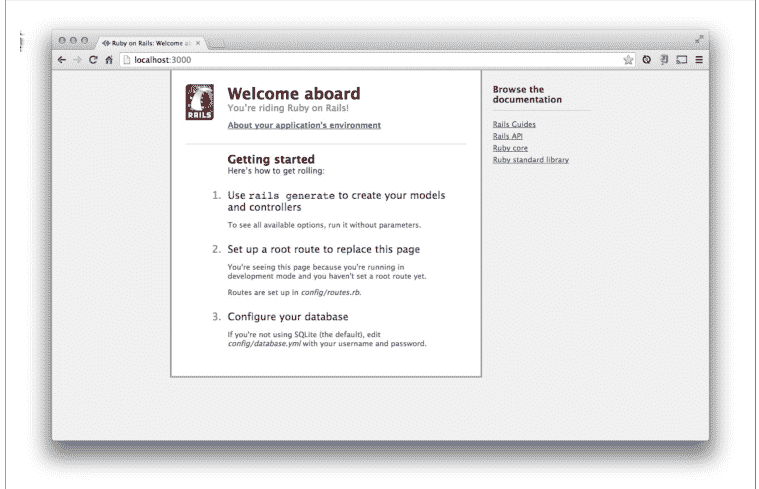 Ruby on Rails: Welcome a
localhost:3000
RAILS
Welcome aboard
You're riding Ruby on Rails!
About your application's environment
Getting started
Here's how to get rolling:
1. Use rails generate to create your models
and controllers
To see all available options, run it without parameters.
2. Set up a root route to replace this page
You're seeing this page because you're running in
development mode and you haven't set a root route yet.
Routes are set up in config/routes.rb.
3. Configure your database
If you're not using SQLite (the default), edit
config/database.yml with your username and password.
Browse the
documentation
Rails Guides
Rails API
Ruby core
Ruby standard library